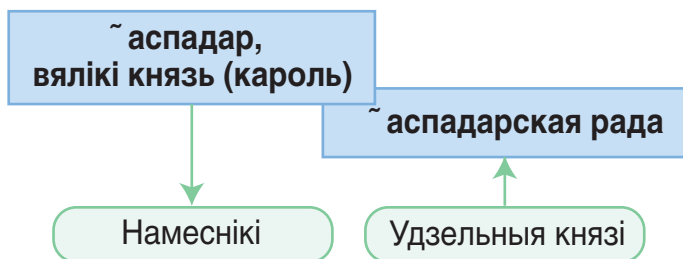 ˜аспадар,
вялікі князь (кароль)
˜аспадарская рада
Намеснікі
Удзельныя князі